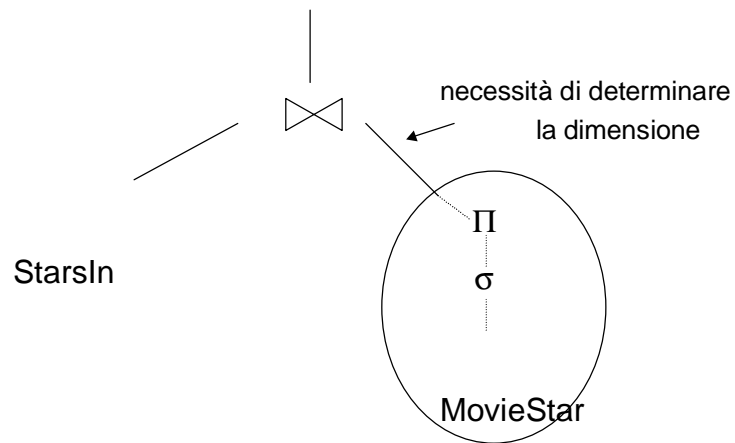 necessità di determinare
la dimensione
Π
StarsIn
σ
MovieStar